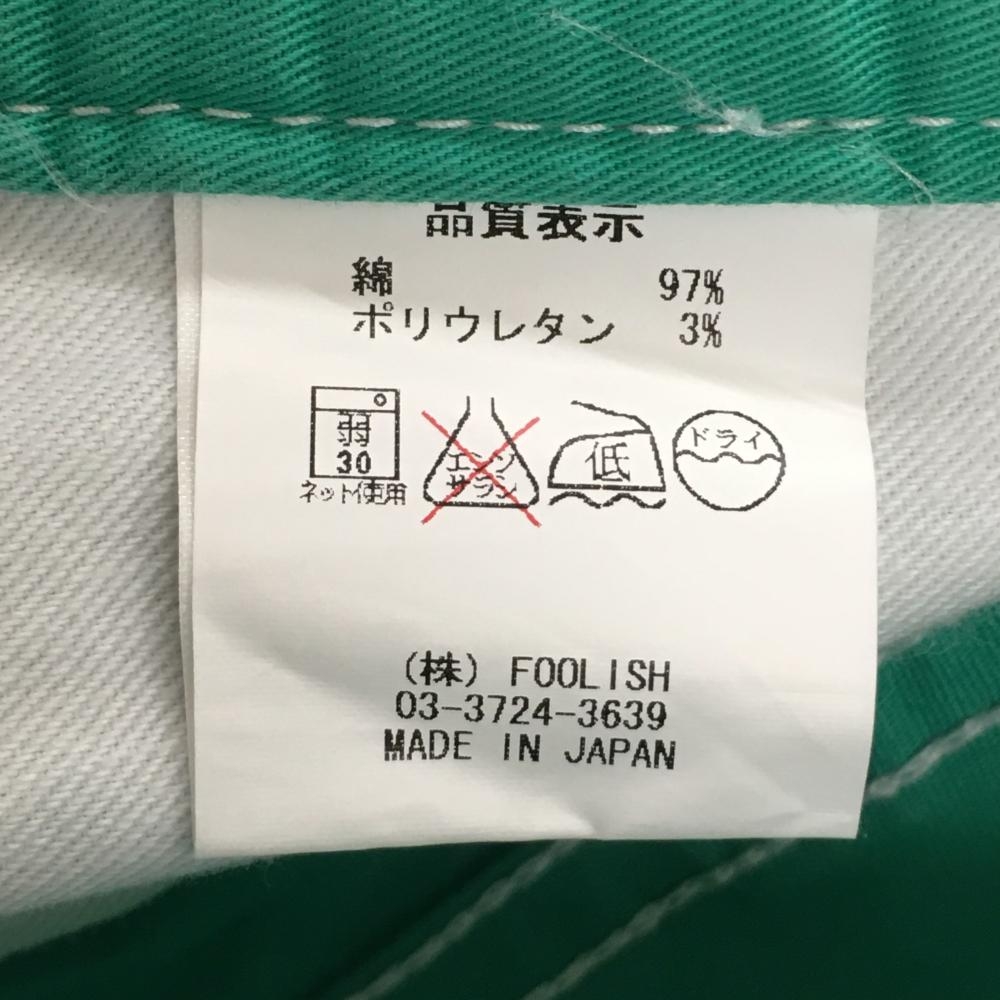 品質表示
綿 97%
ポリウレタン 3%
弱
30
ネット使用
エンソ
サラシ
低
ドライ
(株) FOOLISH
03-3724-3639
MADE IN JAPAN